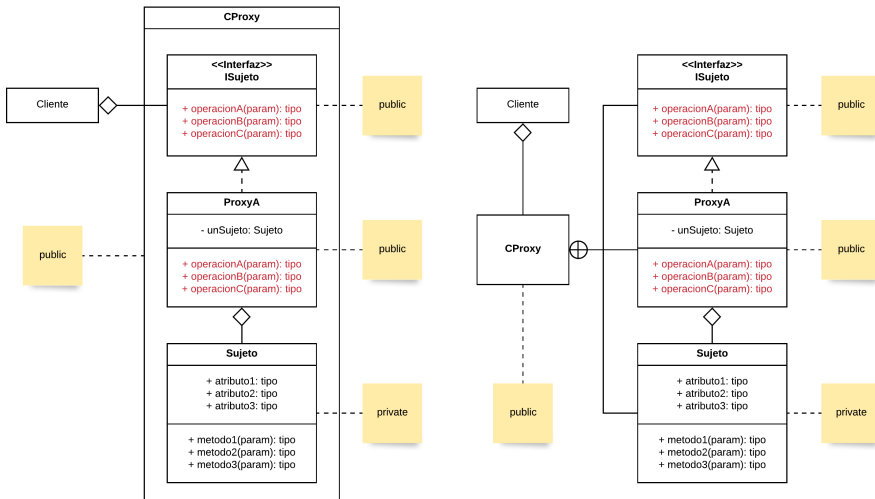 CProxy
<<Interfaz>>
ISujeto
+ operacionA(param): tipo
+ operacionB(param): tipo
+ operacionC(param): tipo
Cliente
public
ProxyA
- unSujeto: Sujeto
+ operacionA(param): tipo
+ operacionB(param): tipo
+ operacionC(param): tipo
public
public
Sujeto
+ atributo1: tipo
+ atributo2: tipo
+ atributo3: tipo
+ metodo1(param): tipo
+ metodo2(param): tipo
+ metodo3(param): tipo
private
<<Interfaz>>
ISujeto
+ operacionA(param): tipo
+ operacionB(param): tipo
+ operacionC(param): tipo
Cliente
public
ProxyA
- unSujeto: Sujeto
+ operacionA(param): tipo
+ operacionB(param): tipo
+ operacionC(param): tipo
public
CProxy
public
Sujeto
+ atributo1: tipo
+ atributo2: tipo
+ atributo3: tipo
+ metodo1(param): tipo
+ metodo2(param): tipo
+ metodo3(param): tipo
private